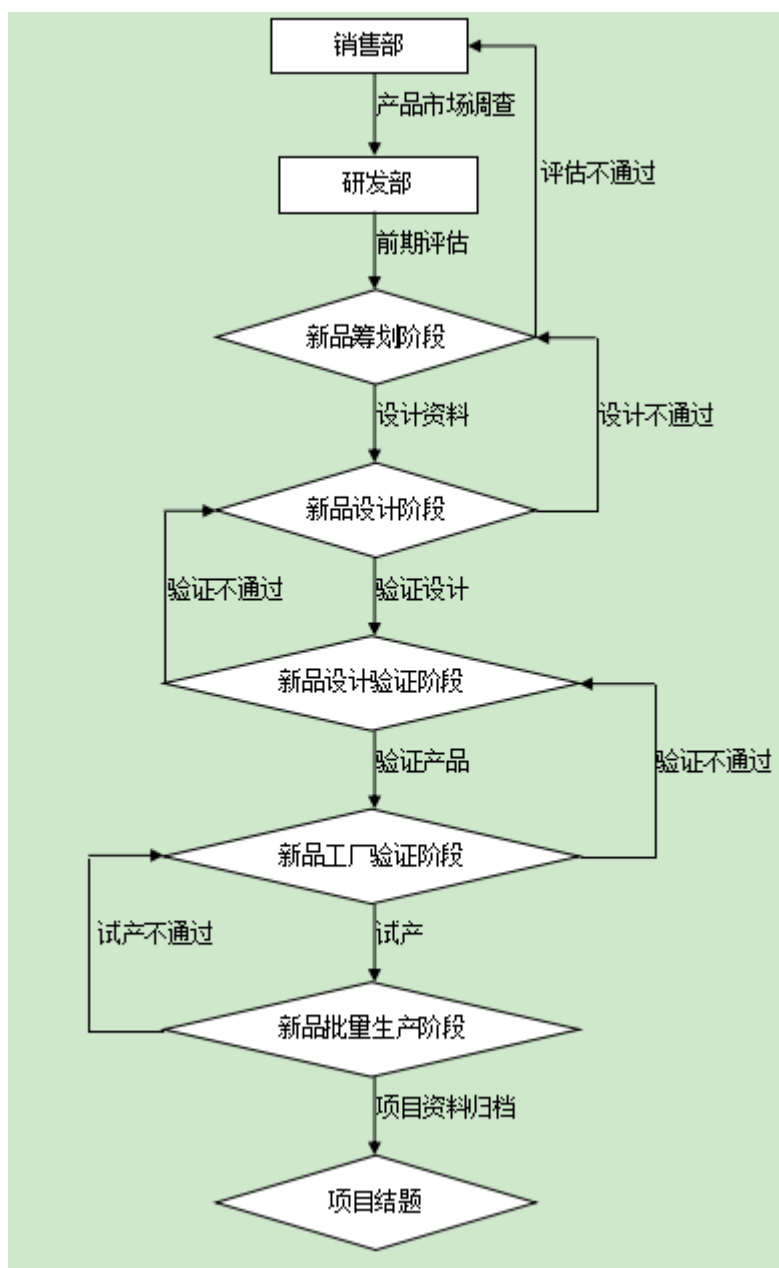 销售部
产品市场调查
评估不通过
研发部
前期评估
新品筹划阶段
设计资料
设计不通过
新品设计阶段
验证不通过
验证设计
新品设计验证阶段
验证产品
验证不通过
新品工厂验证阶段
试产不通过
试产
新品批量生产阶段
项目资料归档
项目结题